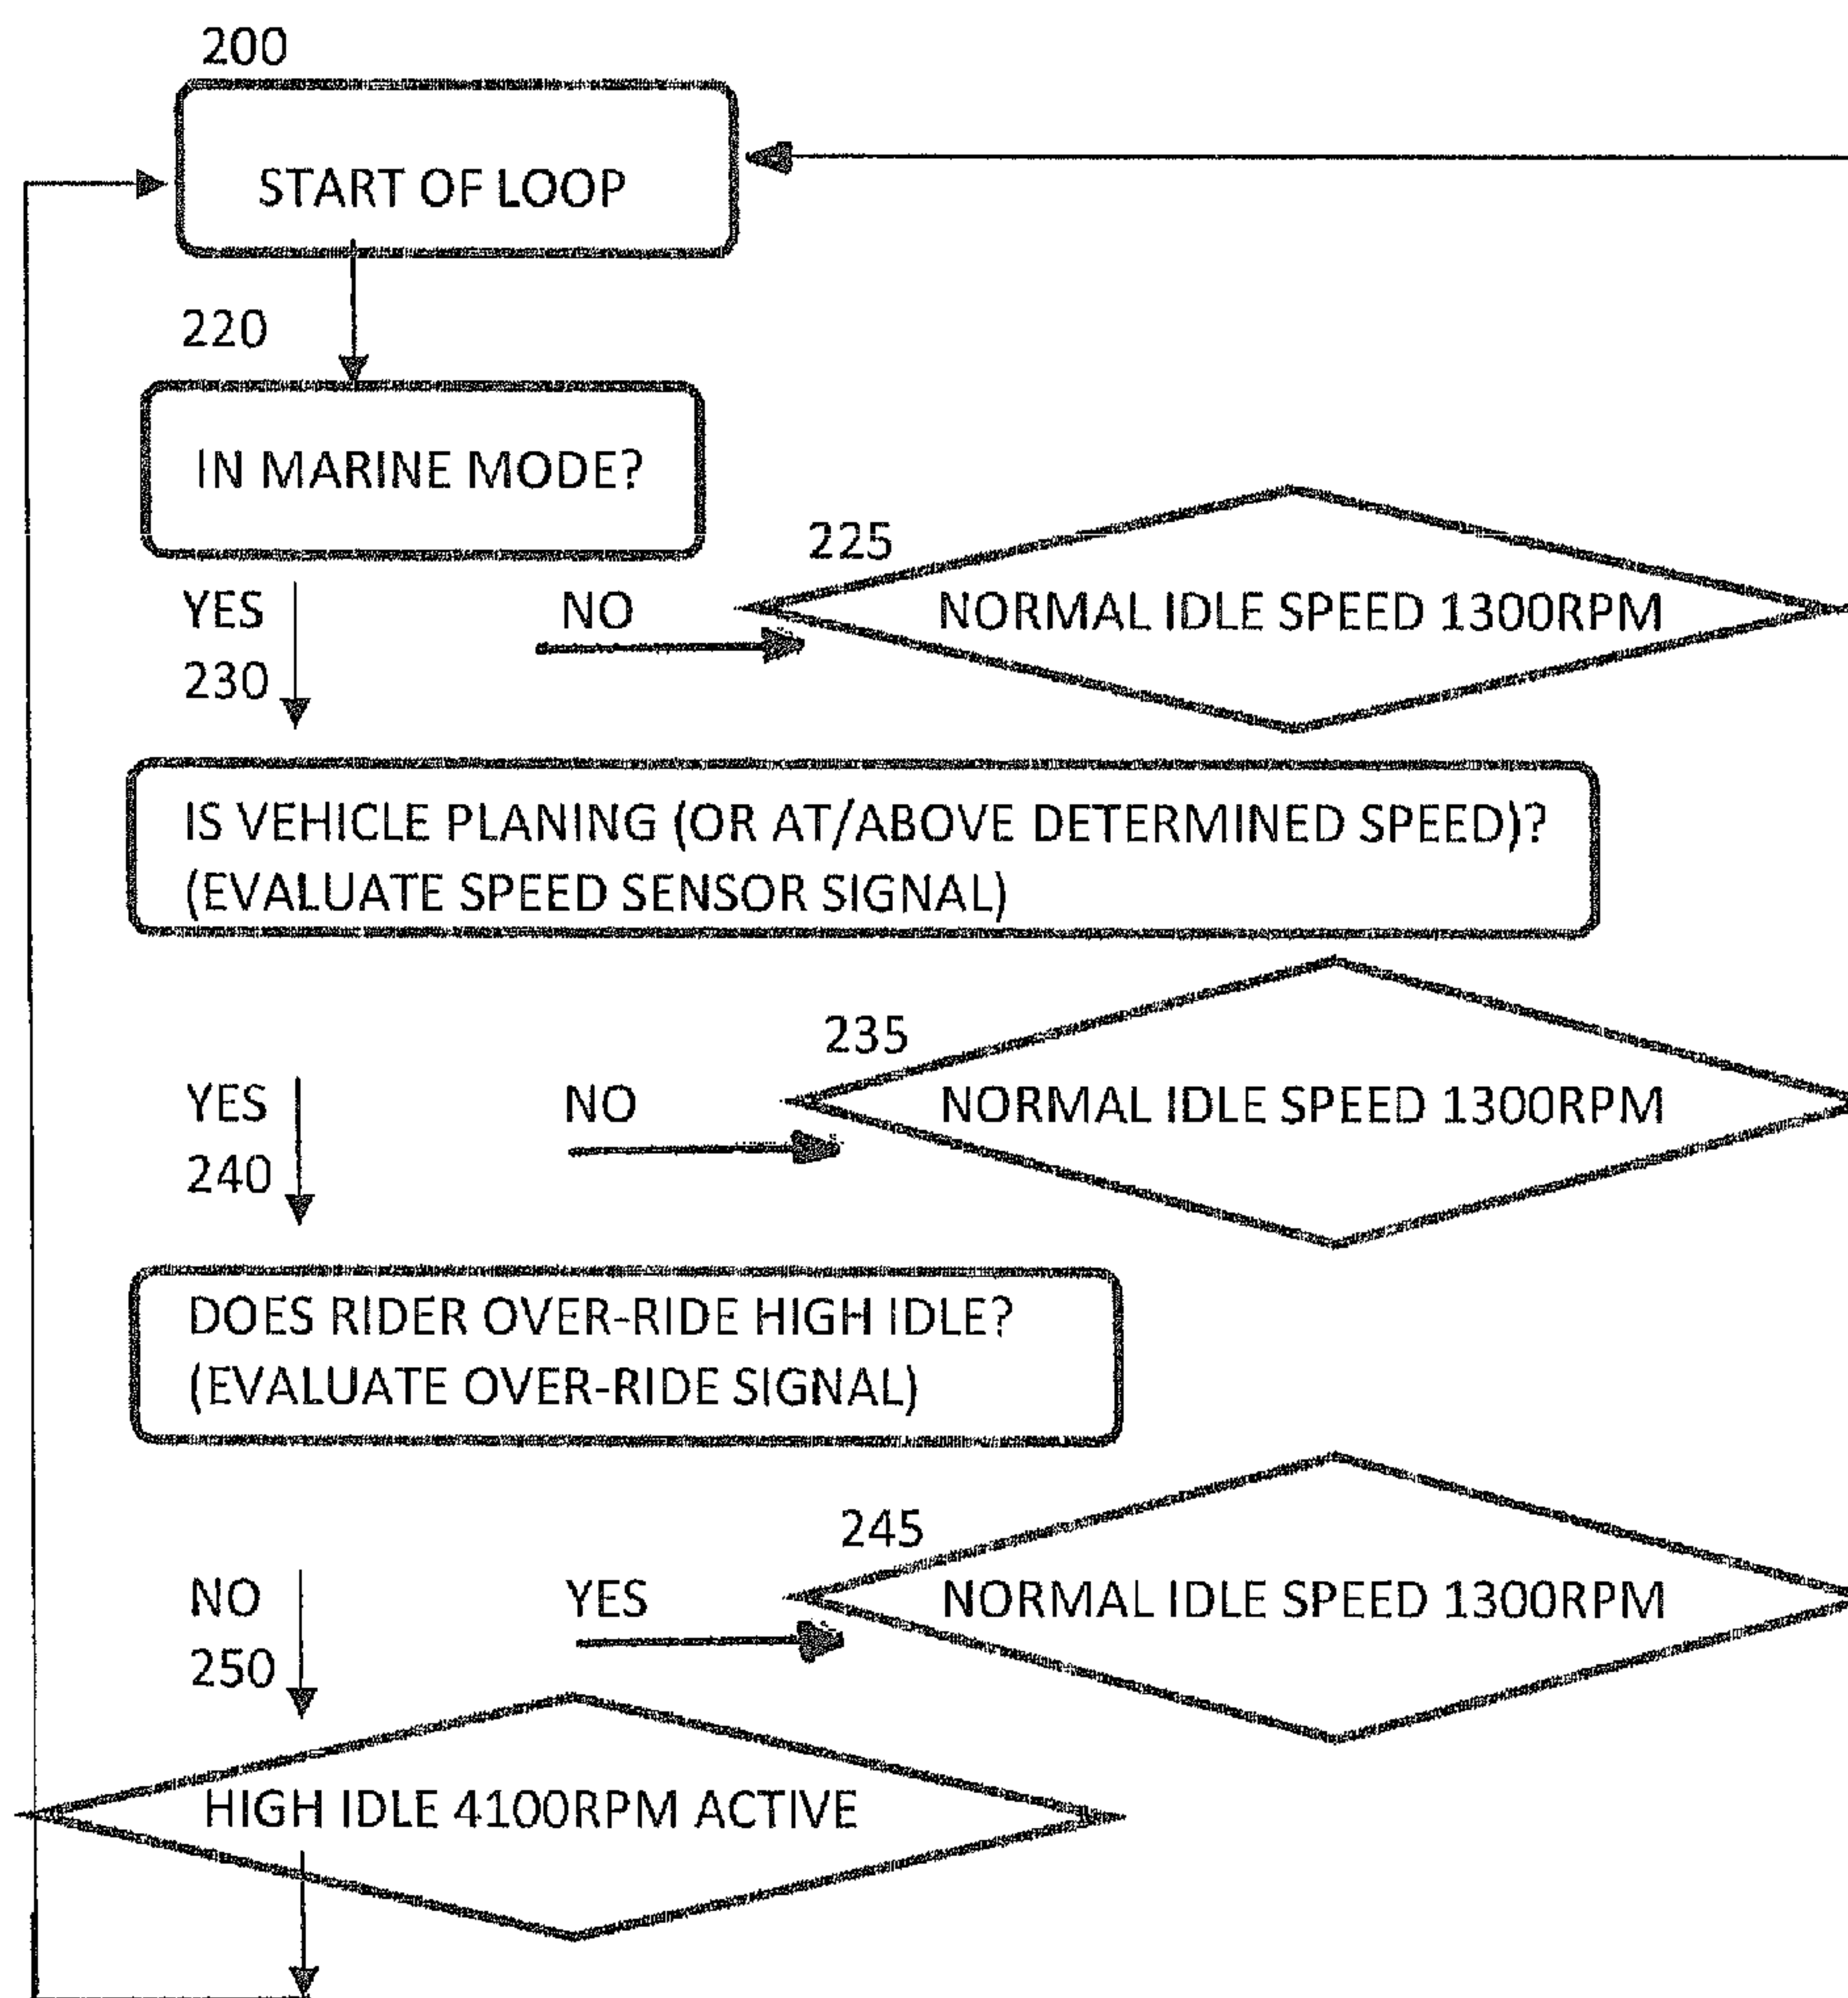 200
START OF LOOP
220
IN MARINE MODE?
225
YES
NO
NORMAL IDLE SPEED 1300RPM
230
IS VEHICLE PLANING (OR AT/ABOVE DETERMINED SPEED)?
(EVALUATE SPEED SENSOR SIGNAL)
235
YES
NO
NORMAL IDLE SPEED 1300RPM
240
DOES RIDER OVER-RIDE HIGH IDLE?
(EVALUATE OVER-RIDE SIGNAL)
245
NO
YES
NORMAL IDLE SPEED 1300RPM
250
HIGH IDLE 4100RPM ACTIVE